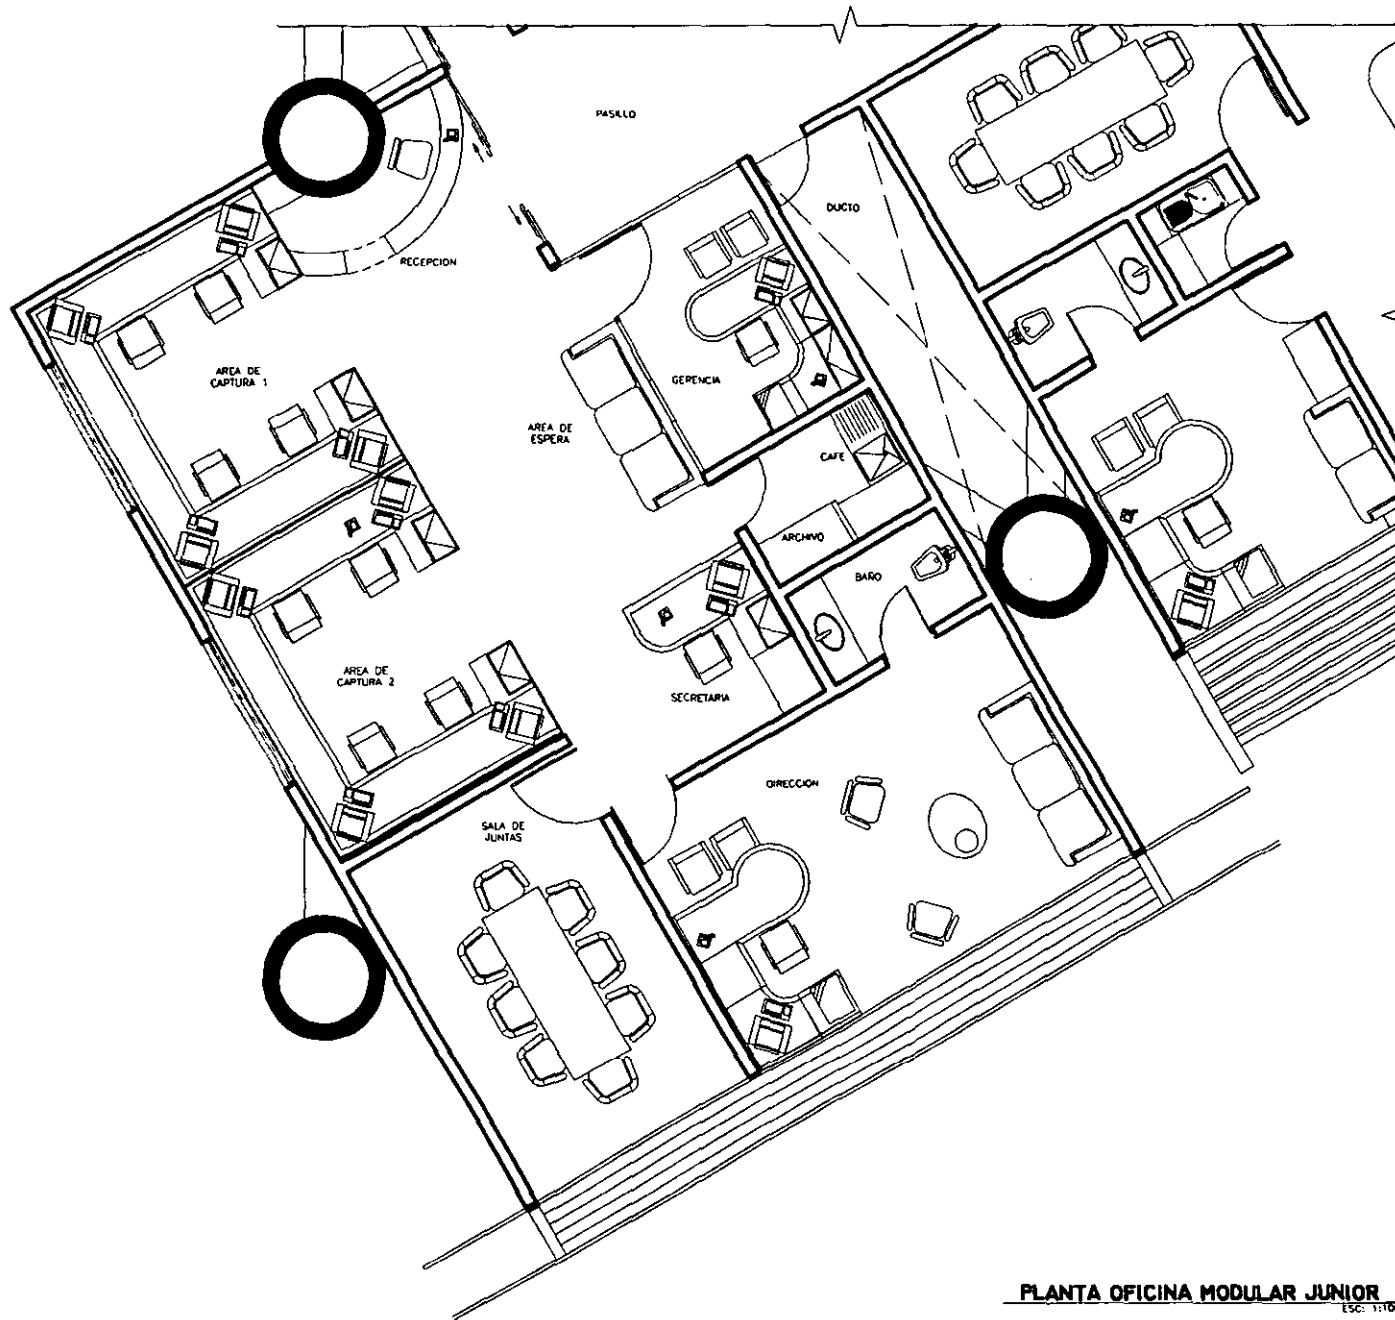 PASILLO
DUCTO
RECEPCION
AREA DE
CAPTURA 1
GERENCIA
AREA DE
ESPERA
CAFE
ARCHIVO
BAÑO
AREA DE
CAPTURA 2
SECRETARIA
DIRECCION
SALA DE
JUNTAS
PLANTA OFICINA MODULAR JUNIOR
ESC: